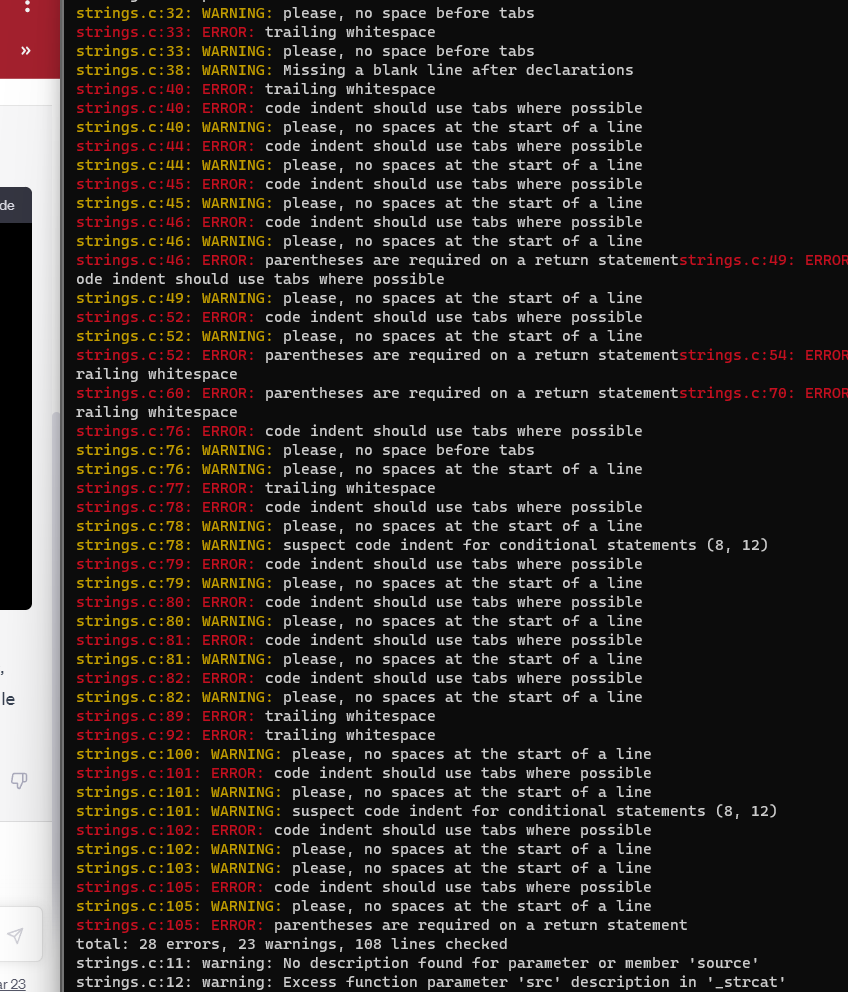 strings.c:32: WARNING: please, no space before tabs
»
strings.c:33: ERROR: trailing whitespace
strings.c:33: WARNING: please, no space before tabs
strings.c:38: WARNING: Missing a blank line after declarations
strings.c:40: ERROR: trailing whitespace
strings.c:40: ERROR: code indent should use tabs where possible
strings.c:40: WARNING: please, no spaces at the start of a line
strings.c:44: ERROR: code indent should use tabs where possible
strings.c:44: WARNING: please, no spaces at the start of a line
strings.c:45: ERROR: code indent should use tabs where possible
de
strings.c:45: WARNING: please, no spaces at the start of a line
strings.c:46: ERROR: code indent should use tabs where possible
strings.c:46: WARNING: please, no spaces at the start of a line
strings.c:46: ERROR: parentheses are required on a return statementstrings.c:49: ERROR
ode indent should use tabs where possible
strings.c:49: WARNING: please, no spaces at the start of a line
strings.c:52: ERROR: code indent should use tabs where possible
strings.c:52: WARNING: please, no spaces at the start of a line
strings.c:52: ERROR: parentheses are required on a return statementstrings.c:54: ERROR
railing whitespace
strings.c:60: ERROR: parentheses are required on a return statementstrings.c:70: ERROR
railing whitespace
strings.c:76: ERROR: code indent should use tabs where possible
strings.c:76: WARNING: please, no space before tabs
strings.c:76: WARNING: please, no spaces at the start of a line
strings.c:77: ERROR: trailing whitespace
strings.c:78: ERROR: code indent should use tabs where possible
strings.c:78: WARNING: please, no spaces at the start of a line
strings.c:78: WARNING: suspect code indent for conditional statements (8, 12)
strings.c:79: ERROR: code indent should use tabs where possible
strings.c:79: WARNING: please, no spaces at the start of a line
strings.c:80: ERROR: code indent should use tabs where possible
strings.c:80: WARNING: please, no spaces at the start of a line
strings.c:81: ERROR: code indent should use tabs where possible
strings.c:81: WARNING: please, no spaces at the start of a line
,
strings.c:82: ERROR: code indent should use tabs where possible
strings.c:82: WARNING: please, no spaces at the start of a line
le
strings.c:89: ERROR: trailing whitespace
strings.c:92: ERROR: trailing whitespace
strings.c:100: WARNING: please, no spaces at the start of a line
strings.c:101: ERROR: code indent should use tabs where possible
strings.c:101: WARNING: please, no spaces at the start of a line
strings.c:101: WARNING: suspect code indent for conditional statements (8, 12)
strings.c:102: ERROR: code indent should use tabs where possible
strings.c:102: WARNING: please, no spaces at the start of a line
strings.c:103: WARNING: please, no spaces at the start of a line
strings.c:105: ERROR: code indent should use tabs where possible
strings.c:105: WARNING: please, no spaces at the start of a line
strings.c:105: ERROR: parentheses are required on a return statement
total: 28 errors, 23 warnings, 108 lines checked
strings.c:11: warning: No description found for parameter or member 'source'
strings.c:12: warning: Excess function parameter 'src' description in '_strcat'
ar 23